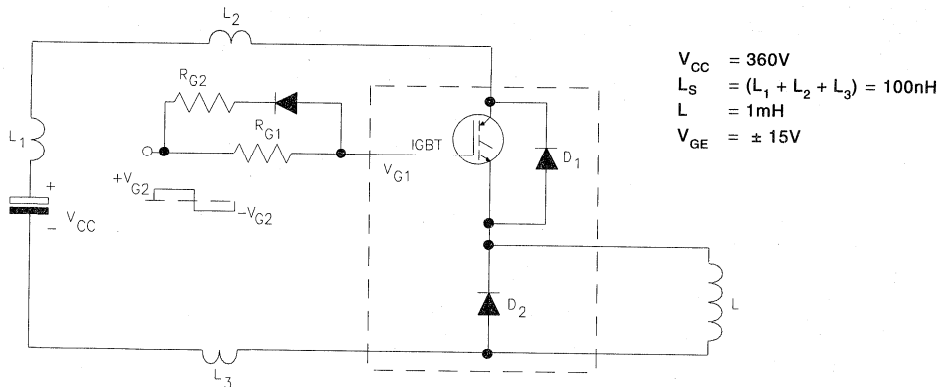 L2
RG2
RG1
L1
IGBT
D1
VG1
+VG2
-VG2
+
VCC
-
D2
L
L3
VCC = 360V
LS = (L1 + L2 + L3) = 100nH
L = 1mH
VGE = ± 15V